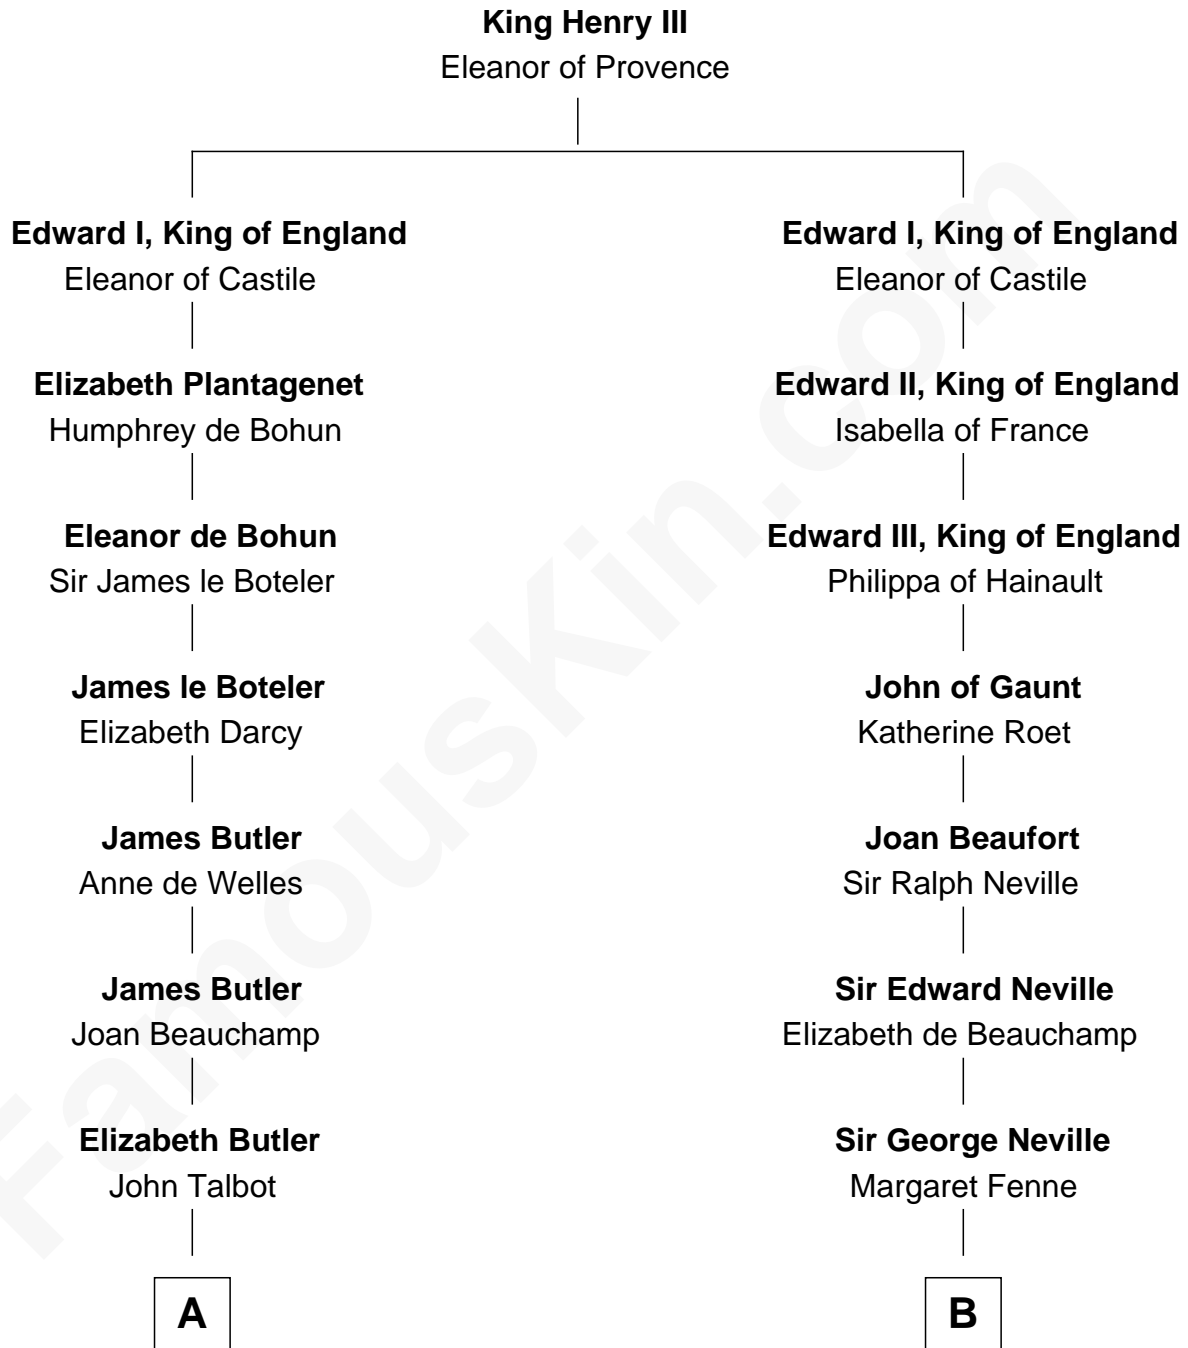 King Henry III
Eleanor of Provence
Edward I, King of England
Eleanor of Castile
Elizabeth Plantagenet
Humphrey de Bohun
Eleanor de Bohun
Sir James le Boteler
James le Boteler
Elizabeth Darcy
James Butler
Anne de Welles
James Butler
Joan Beauchamp
Elizabeth Butler
John Talbot
A
Edward I, King of England
Eleanor of Castile
Edward II, King of England
Isabella of France
Edward III, King of England
Philippa of Hainault
John of Gaunt
Katherine Roet
Joan Beaufort
Sir Ralph Neville
Sir Edward Neville
Elizabeth de Beauchamp
Sir George Neville
Margaret Fenne
B
FamousKin.com